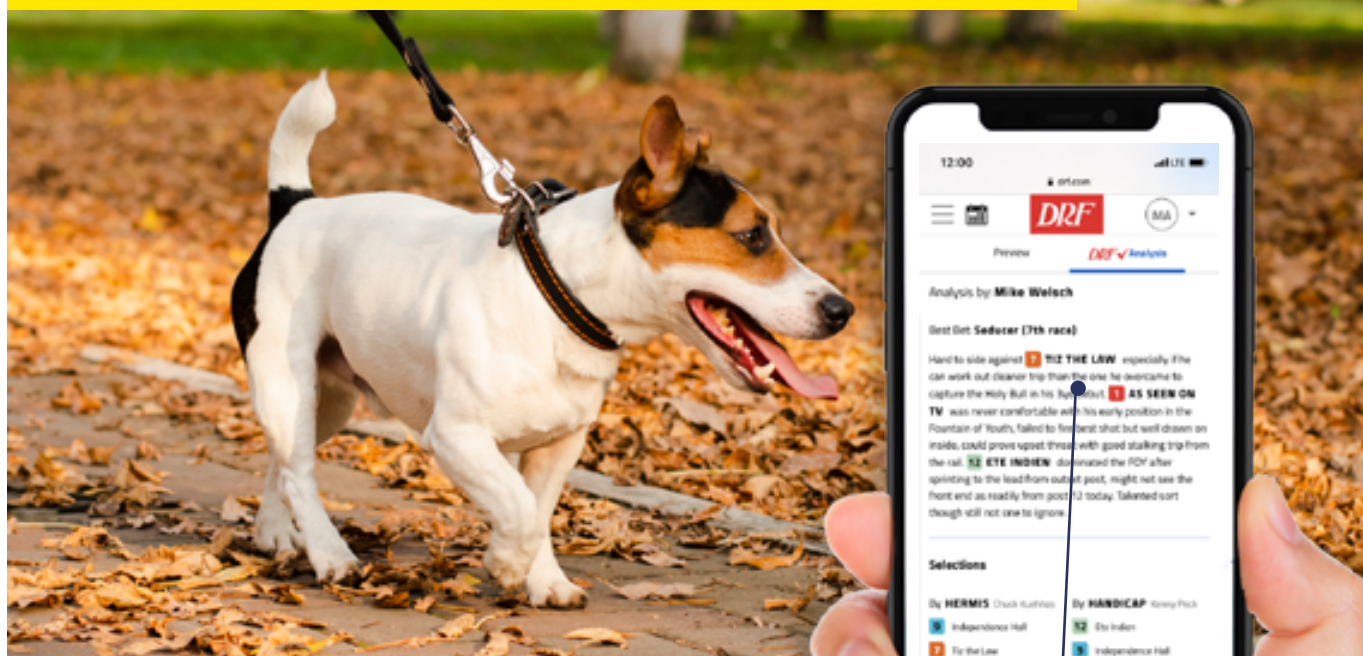 12:00
LTE
drf.com
DRF
MA
Preview
DRF Analysis
Analysis by: Mike Welsch
Best Bet: Seducer (7th race)
Hard to side against 7 TIZ THE LAW especially if he
can work out cleaner trip than the one he overcame to
capture the Holy Bull in his 3yo debut. 1 AS SEEN ON
TV was never comfortable with his early position in the
Fountain of Youth, failed to fire best shot but well drawn on
inside, could prove upset threat with good stalking trip from
the rail. 12 ETE INDIEN dominated the FOY after
sprinting to the lead from outset post, might not see the
front end as readily from post 12 today. Talented sort
though still not one to ignore.
Selections
By HERMIS Chuck Kuehhas By HANDICAP Kenny Peck
9 Independence Hall 12 Ete Indien
7 Tiz the Law 9 Independence Hall